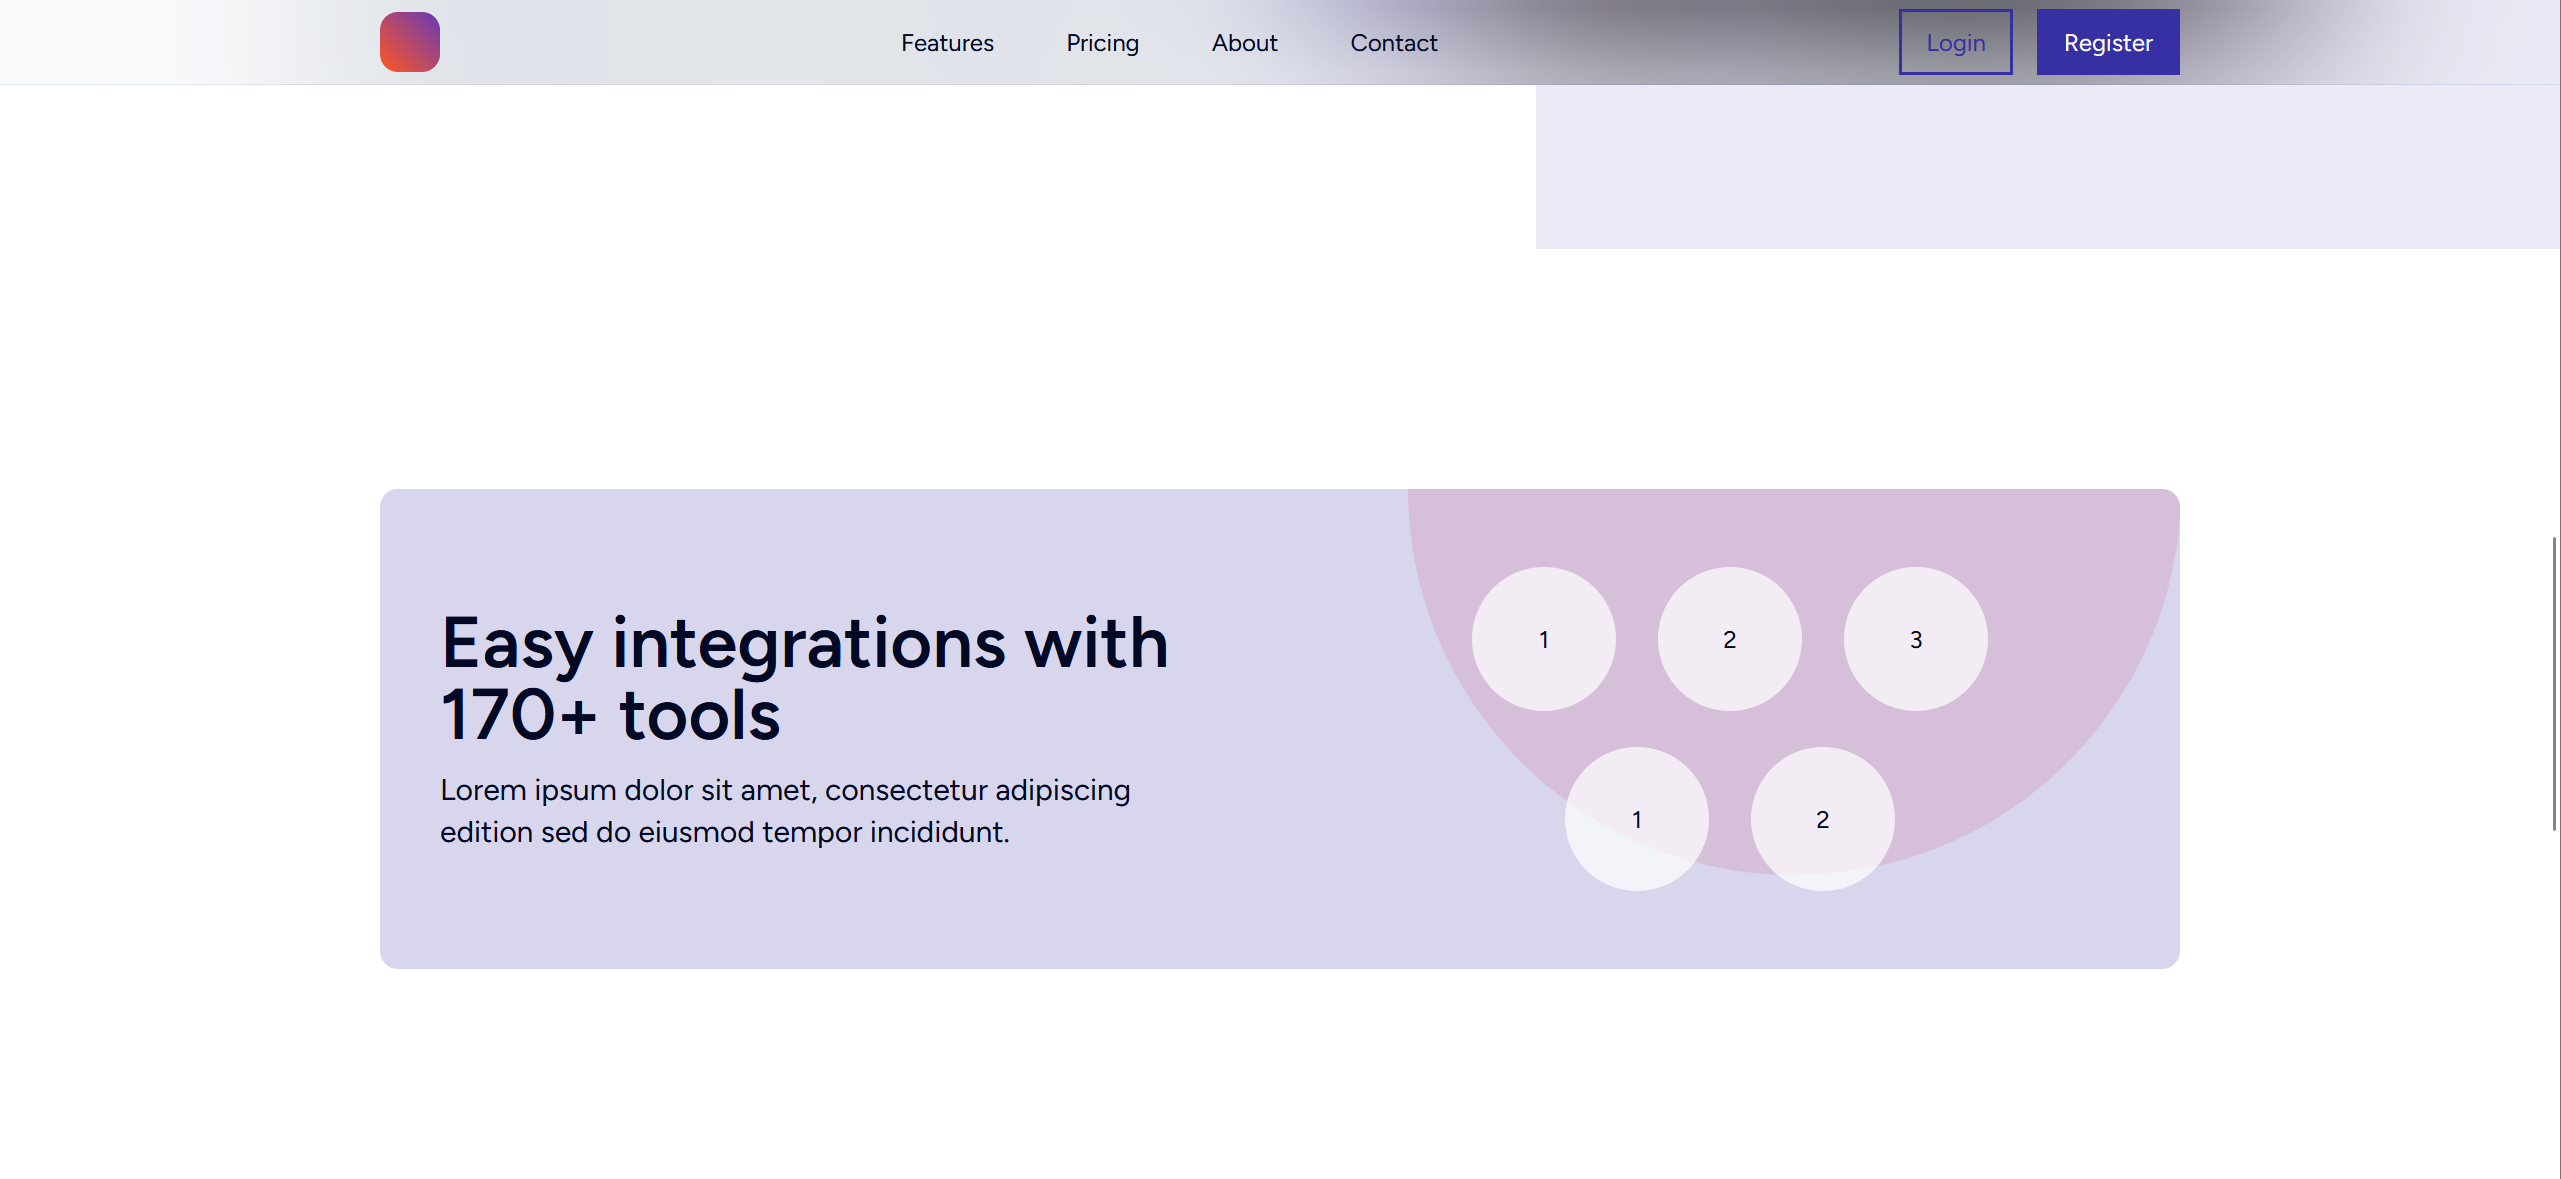 Features
Pricing
About
Contact
Login
Register
Easy integrations with
170+ tools
Lorem ipsum dolor sit amet, consectetur adipiscing
edition sed do eiusmod tempor incididunt.
1
2
3
1
2